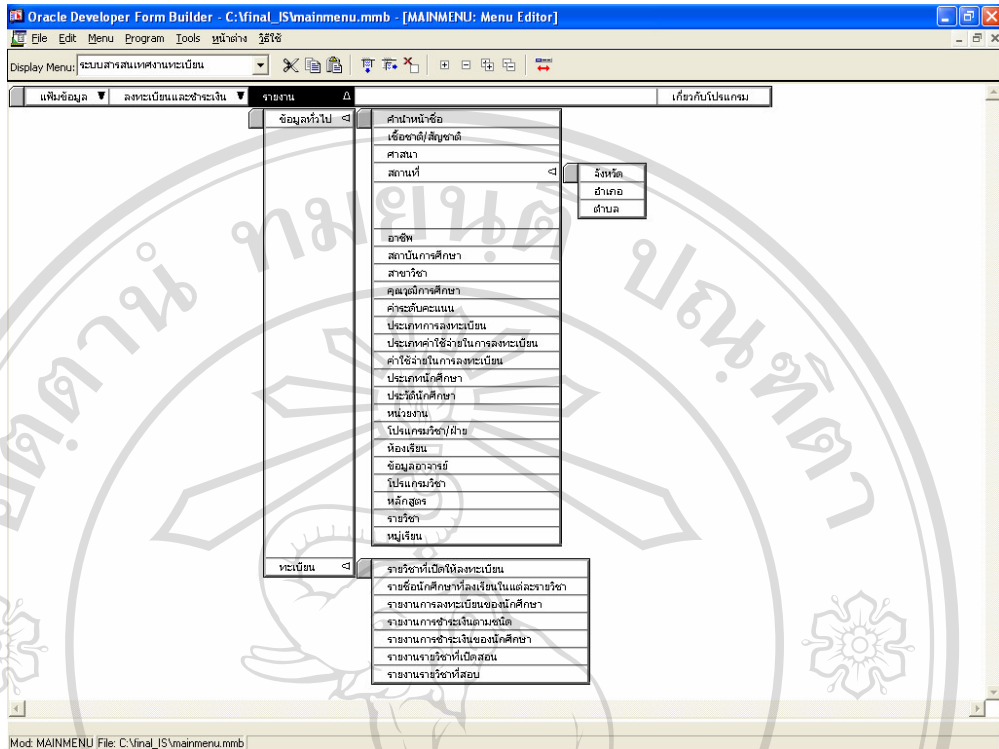 Oracle Developer Form Builder - C:\final_IS\mainmenu.mmb - [MAINMENU: Menu Editor]
File Edit Menu Program Tools หน้าต่าง วิธีใช้
Display Menu: ระบบสารสนเทศงานทะเบียน
แฟ้มข้อมูล ลงทะเบียนและชำระเงิน รายงาน เกี่ยวกับโปรแกรม
ข้อมูลทั่วไป คำนำหน้าชื่อ
เชื้อชาติ/สัญชาติ
ศาสนา
สถานที่ จังหวัด
อำเภอ
ตำบล
อาชีพ
สถาบันการศึกษา
สาขาวิชา
คุณวุฒิการศึกษา
ค่าระดับคะแนน
ประเภทการลงทะเบียน
ประเภทค่าใช้จ่ายในการลงทะเบียน
ค่าใช้จ่ายในการลงทะเบียน
ประเภทนักศึกษา
ประวัตินักศึกษา
หน่วยงาน
โปรแกรมวิชา/ฝ่าย
ห้องเรียน
ข้อมูลอาจารย์
โปรแกรมวิชา
หลักสูตร
รายวิชา
หมู่เรียน
ทะเบียน รายวิชาที่เปิดให้ลงทะเบียน
รายชื่อนักศึกษาที่ลงเรียนในแต่ละรายวิชา
รายงานการลงทะเบียนของนักศึกษา
รายงานการชำระเงินตามชนิด
รายงานการชำระเงินของนักศึกษา
รายงานรายวิชาที่เปิดสอน
รายงานรายวิชาที่สอบ
Mod: MAINMENU File: C:\final_IS\mainmenu.mmb